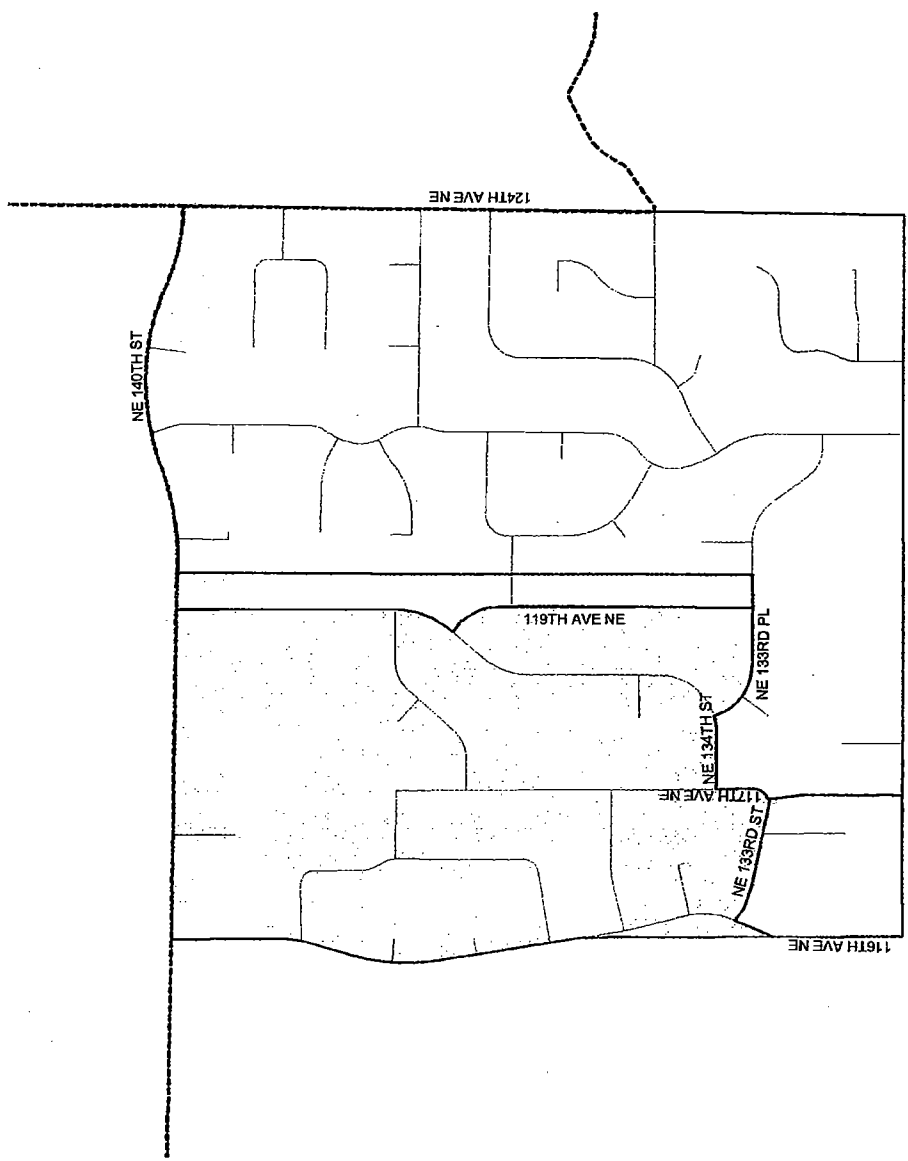 124TH AVE NE
NE 140TH ST
119TH AVE NE
NE 133RD PL
NE 134TH ST
117TH AVE NE
NE 133RD ST
116TH AVE NE